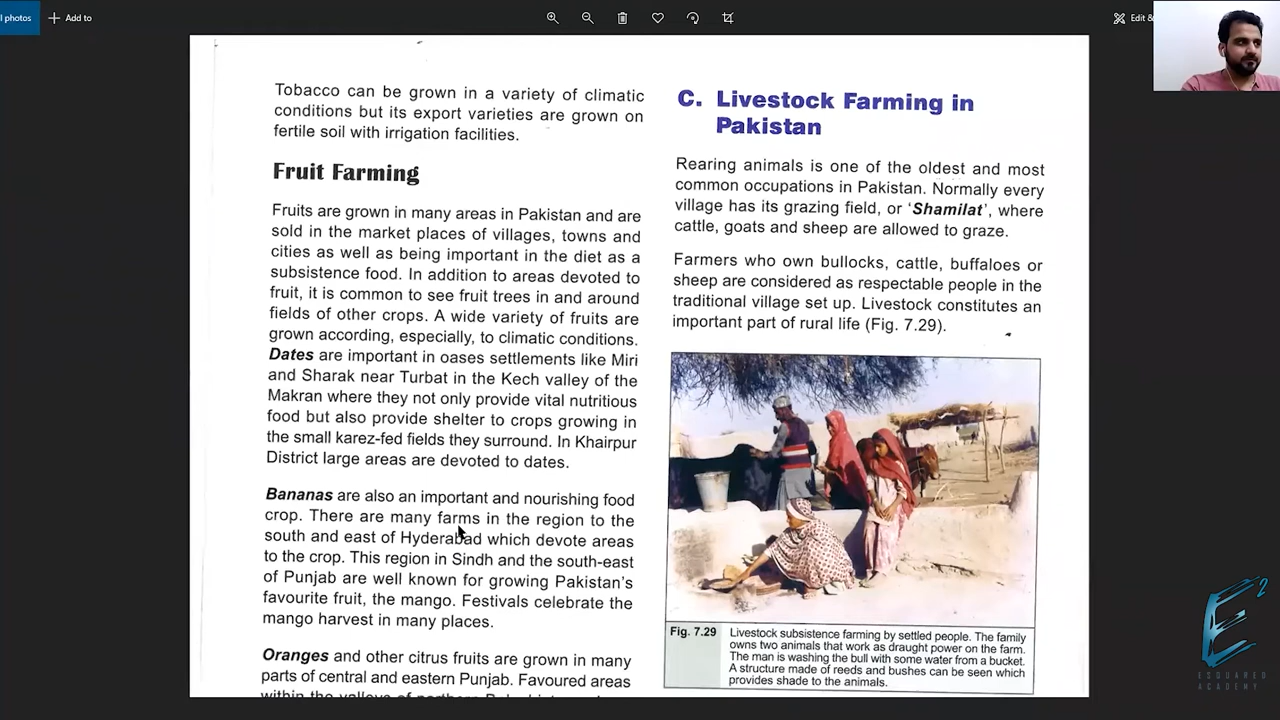 l photos
Add to
Edit &
Tobacco can be grown in a variety of climatic
conditions but its export varieties are grown on
fertile soil with irrigation facilities.
Fruit Farming
Fruits are grown in many areas in Pakistan and are
sold in the market places of villages, towns and
cities as well as being important in the diet as a
subsistence food. In addition to areas devoted to
fruit, it is common to see fruit trees in and around
fields of other crops. A wide variety of fruits are
grown according, especially, to climatic conditions.
Dates are important in oases settlements like Miri
and Sharak near Turbat in the Kech valley of the
Makran where they not only provide vital nutritious
food but also provide shelter to crops growing in
the small karez-fed fields they surround. In Khairpur
District large areas are devoted to dates.
Bananas are also an important and nourishing food
crop. There are many farms in the region to the
south and east of Hyderabad which devote areas
to the crop. This region in Sindh and the south-east
of Punjab are well known for growing Pakistan's
favourite fruit, the mango. Festivals celebrate the
mango harvest in many places.
Oranges and other citrus fruits are grown in many
parts of central and eastern Punjab. Favoured areas
within the valleys of northern
C. Livestock Farming in
Pakistan
Rearing animals is one of the oldest and most
common occupations in Pakistan. Normally every
village has its grazing field, or 'Shamilat', where
cattle, goats and sheep are allowed to graze.
Farmers who own bullocks, cattle, buffaloes or
sheep are considered as respectable people in the
traditional village set up. Livestock constitutes an
important part of rural life (Fig. 7.29).
Fig. 7.29 Livestock subsistence farming by settled people. The family
owns two animals that work as draught power on the farm.
The man is washing the bull with some water from a bucket.
A structure made of reeds and bushes can be seen which
provides shade to the animals.
E2
ESQUARED
ACADEMY